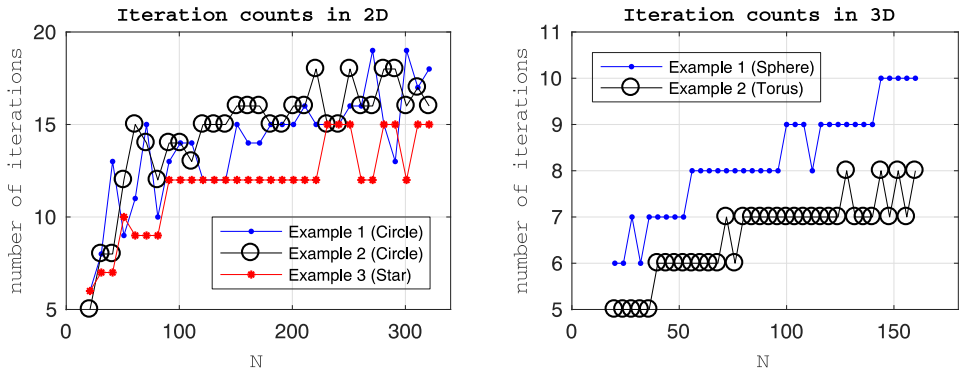 Iteration counts in 2D
number of iterations
20
15
10
5
0
100
200
300
N
Example 1 (Circle)
Example 2 (Circle)
Example 3 (Star)
Iteration counts in 3D
number of iterations
11
10
9
8
7
6
5
0
50
100
150
N
Example 1 (Sphere)
Example 2 (Torus)